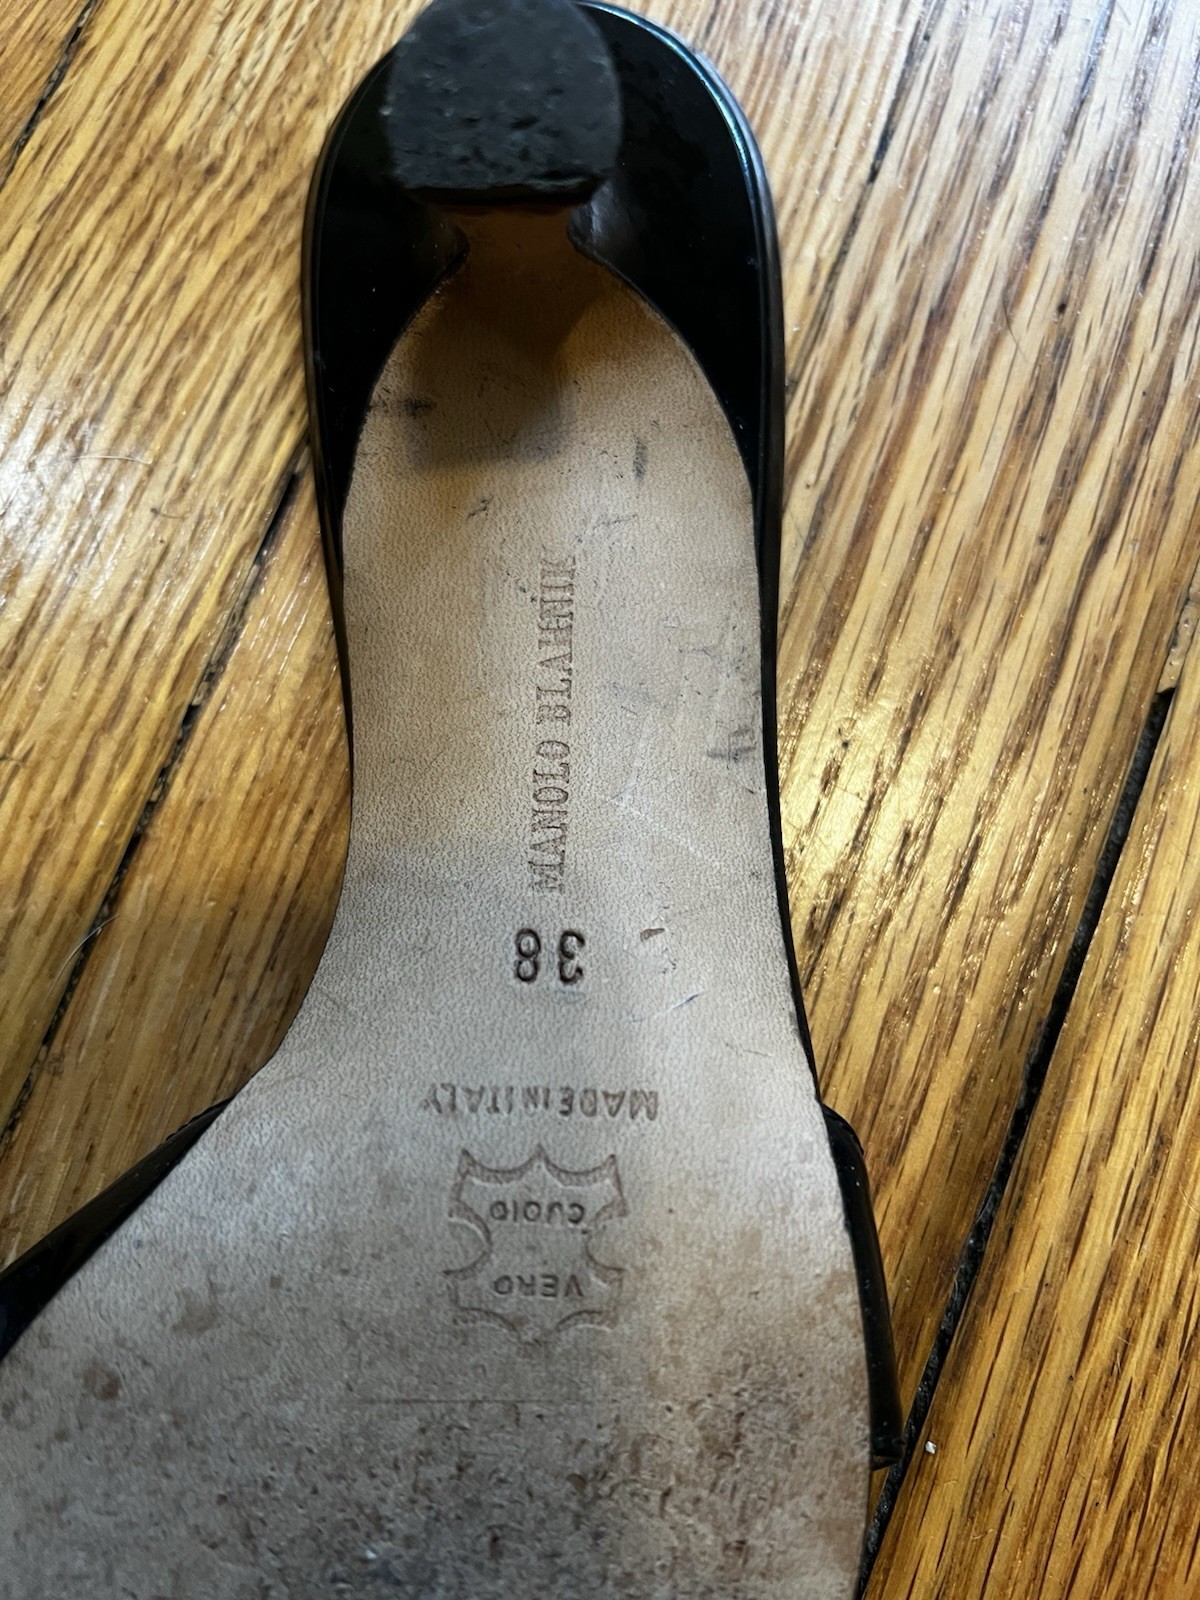 MANOLO BLAHNIK
38
MADE IN ITALY
VERO
CUOIO